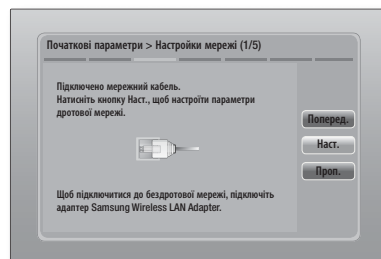 Початкові параметри > Настройки мережі (1/5)
Підключено мережний кабель.
Натисніть кнопку Наст., щоб настроїти параметри
дротової мережі.
Поперед.
Наст.
Проп.
Щоб підключитися до бездротової мережі, підключіть
адаптер Samsung Wireless LAN Adapter.